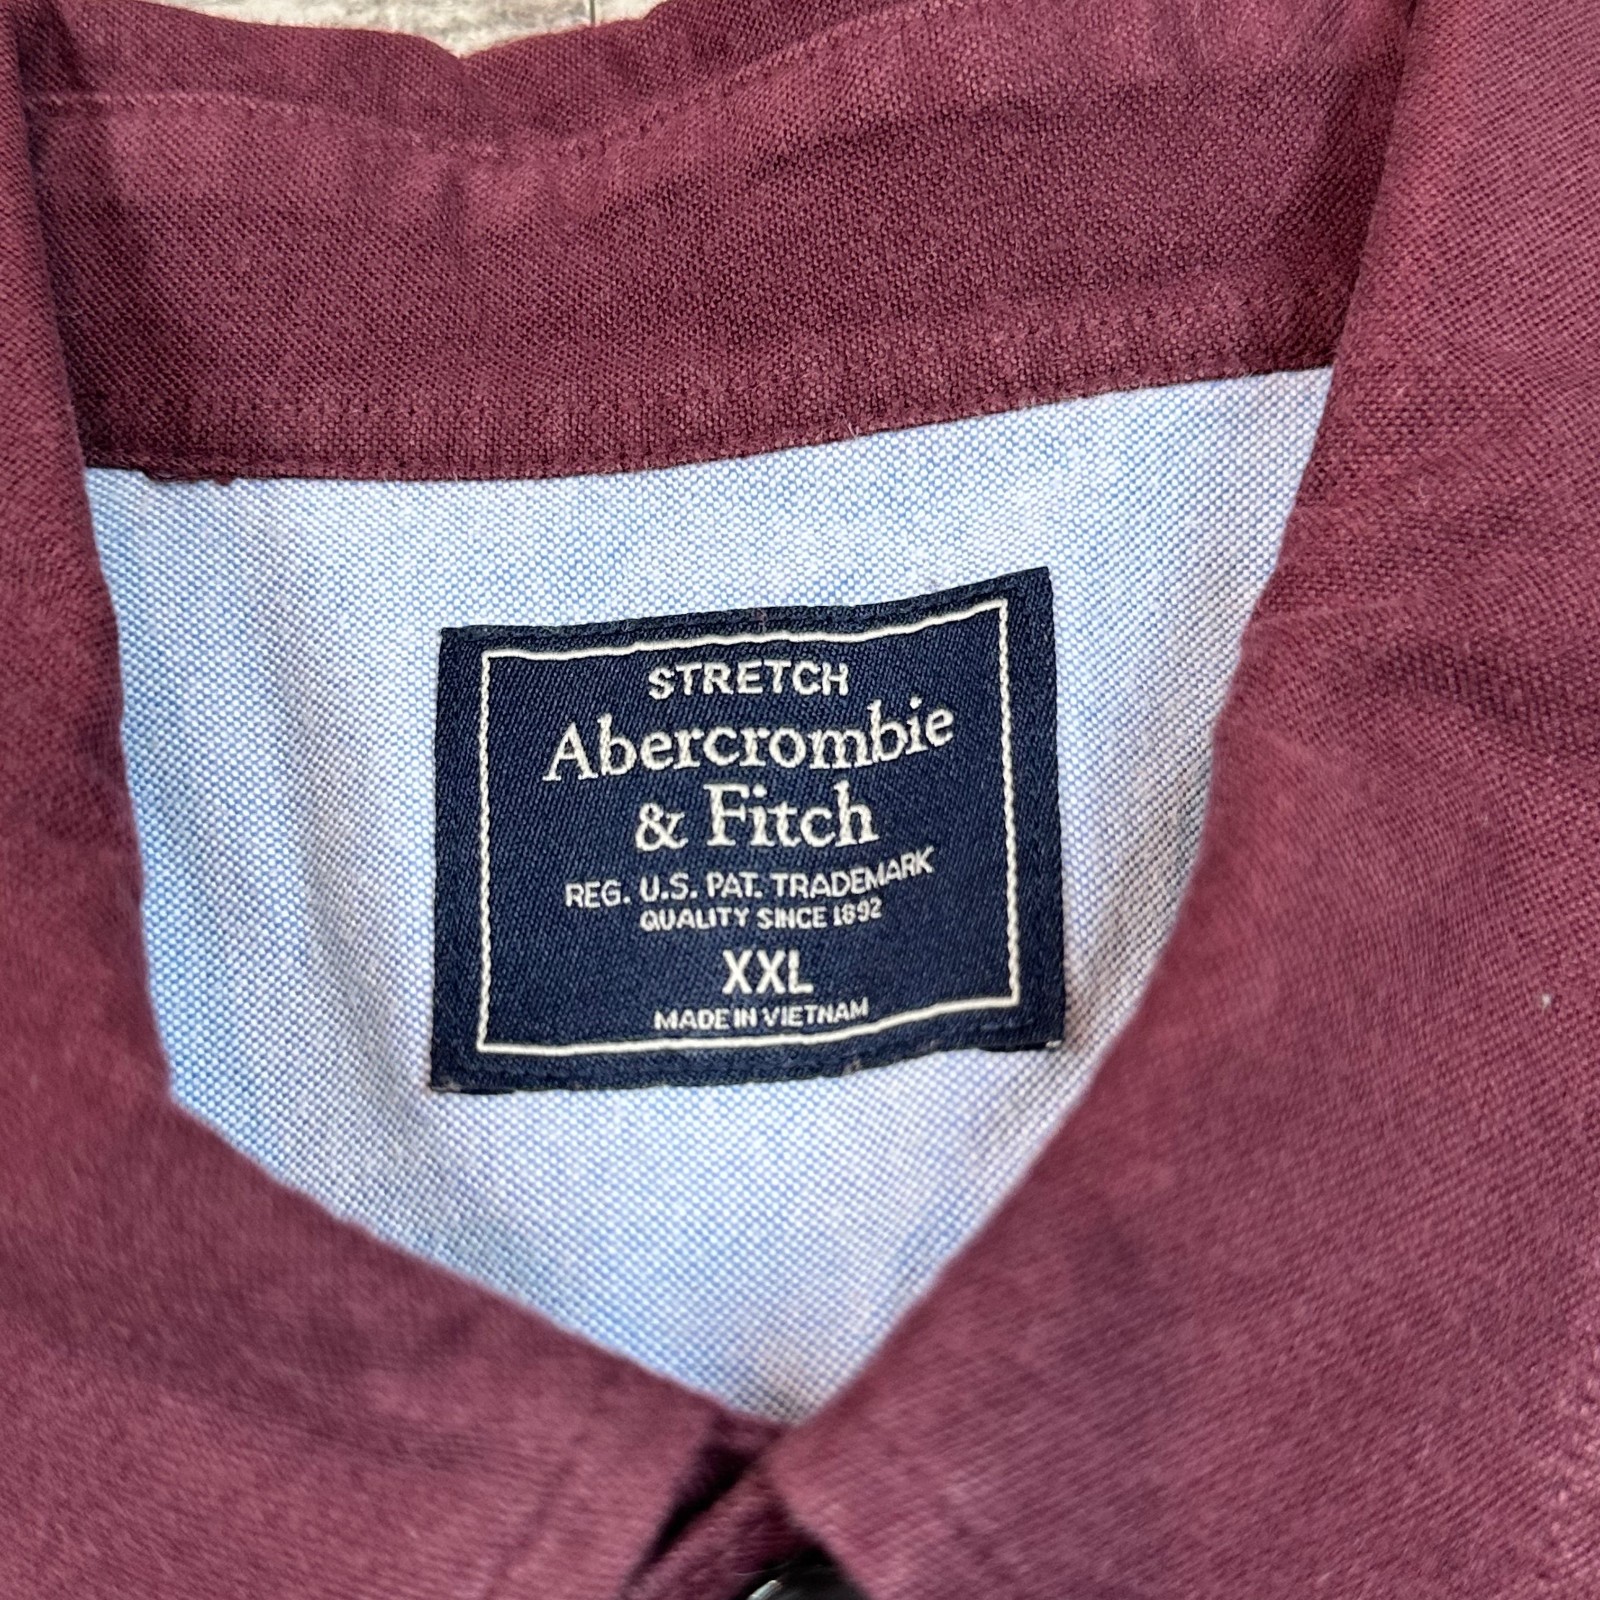 STRETCH
Abercrombie
& Fitch
REG. U.S. PAT. TRADEMARK
QUALITY SINCE 1892
XXL
MADE IN VIETNAM